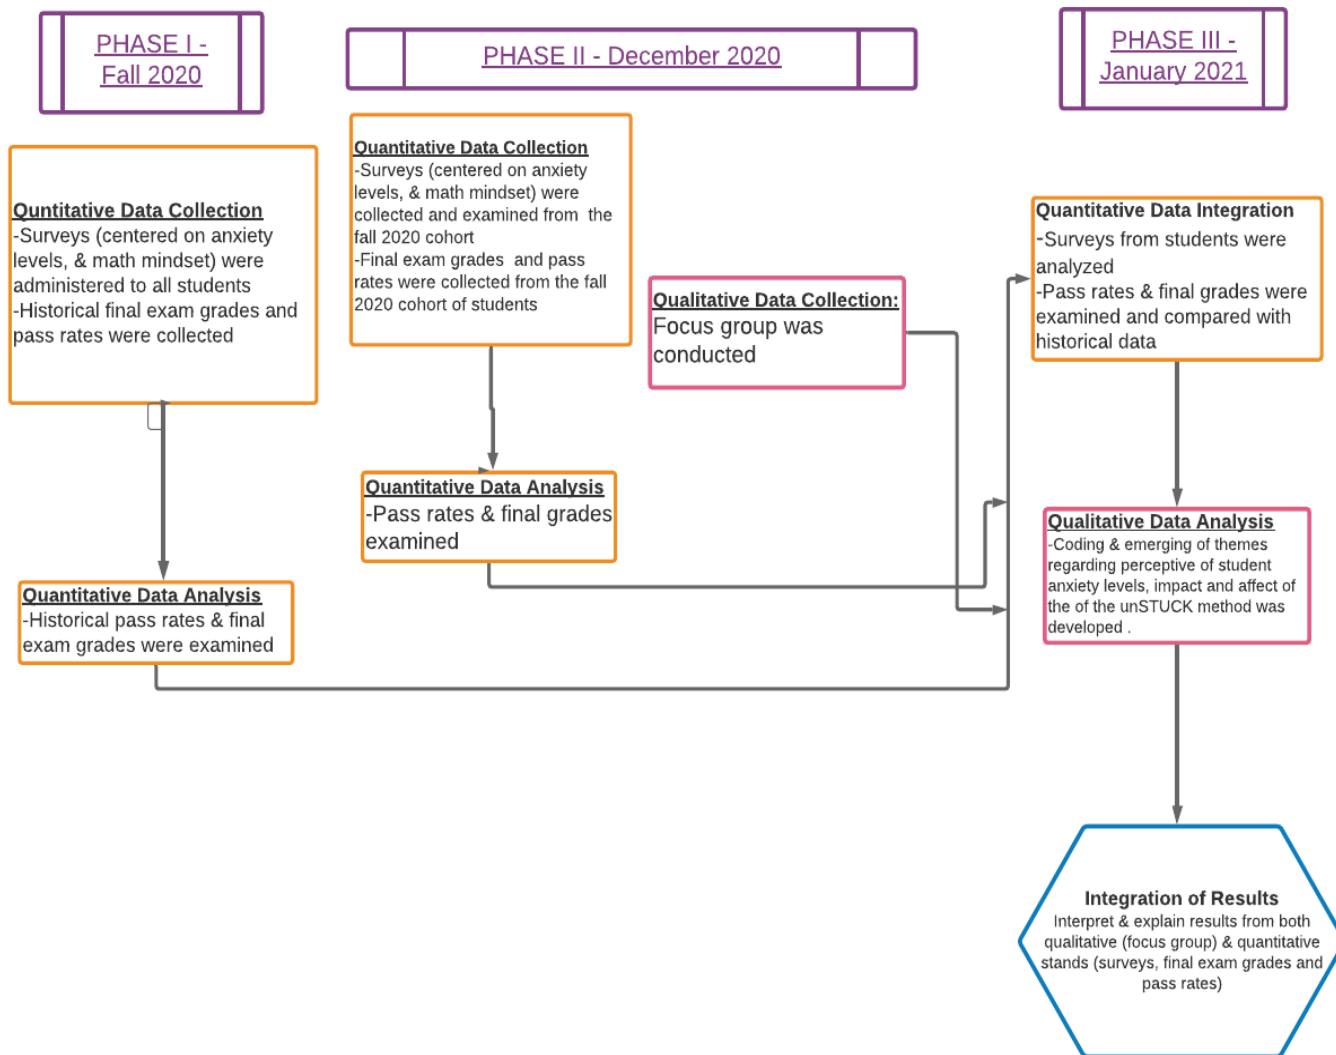 PHASE I -
Fall 2020
PHASE II - December 2020
PHASE III -
January 2021
Quntitative Data Collection
-Surveys (centered on anxiety
levels, & math mindset) were
administered to all students
-Historical final exam grades and
pass rates were collected
Quantitative Data Analysis
-Historical pass rates & final
exam grades were examined
Quantitative Data Collection
-Surveys (centered on anxiety
levels, & math mindset) were
collected and examined from the
fall 2020 cohort
-Final exam grades and pass
rates were collected from the fall
2020 cohort of students
Quantitative Data Analysis
-Pass rates & final grades
examined
Qualitative Data Collection:
Focus group was
conducted
Quantitative Data Integration
-Surveys from students were
analyzed
-Pass rates & final grades were
examined and compared with
historical data
Qualitative Data Analysis
-Coding & emerging of themes
regarding perceptive of student
anxiety levels, impact and affect of
the of the unSTUCK method was
developed .
Integration of Results
Interpret & explain results from both
qualitative (focus group) & quantitative
stands (surveys, final exam grades and
pass rates)